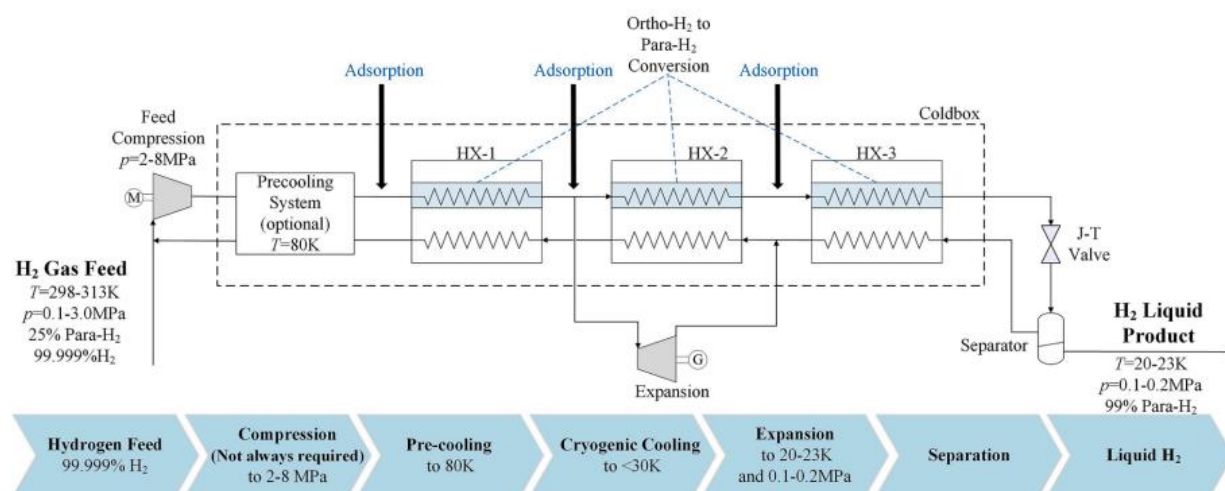 Ortho-H₂ to
Para-H₂
Conversion
Adsorption
Adsorption
Adsorption
Feed
Compression
p=2-8MPa
Coldbox
HX-1
HX-2
HX-3
M
Precooling
System
(optional)
T=80K
J-T
Valve
H₂ Gas Feed
T=298-313K
p=0.1-3.0MPa
25% Para-H₂
99.999%H₂
G
Expansion
Separator
H₂ Liquid
Product
T=20-23K
p=0.1-0.2MPa
99% Para-H₂
Hydrogen Feed
99.999% H₂
Compression
(Not always required)
to 2-8 MPa
Pre-cooling
to 80K
Cryogenic Cooling
to <30K
Expansion
to 20-23K
and 0.1-0.2MPa
Separation
Liquid H₂